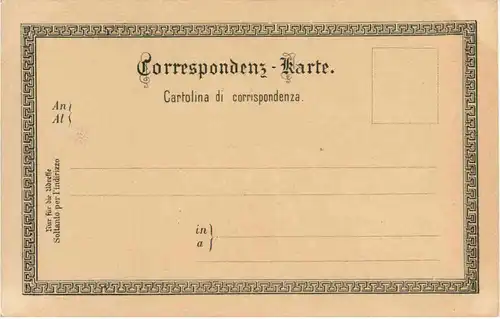 Correspondenz-Karte.
Cartolina di corrispondenza.
An
Al
Nur für die Adresse
Soltanto per l'indirizzo
in
a